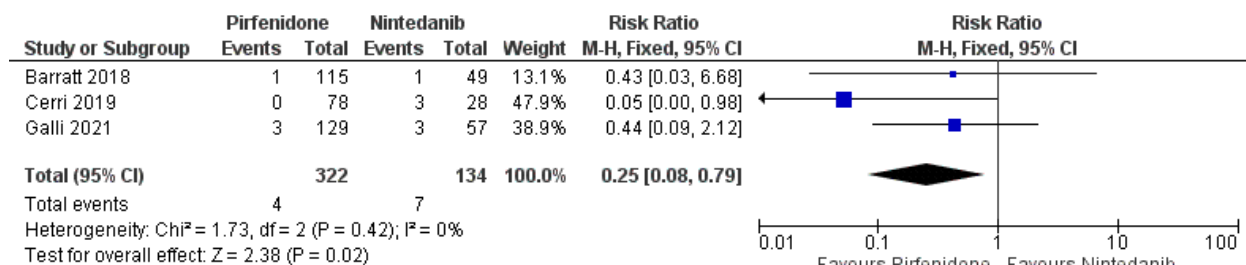 Pirfenidone Nintedanib Risk Ratio Risk Ratio
Study or Subgroup Events Total Events Total Weight M-H, Fixed, 95% CI M-H, Fixed, 95% CI
Barratt 2018 1 115 1 49 13.1% 0.43 [0.03, 6.68]
Cerri 2019 0 78 3 28 47.9% 0.05 [0.00, 0.98]
Galli 2021 3 129 3 57 38.9% 0.44 [0.09, 2.12]
Total (95% CI) 322 134 100.0% 0.25 [0.08, 0.79]
Total events 4 7
Heterogeneity: Chi² = 1.73, df = 2 (P = 0.42); I² = 0%
Test for overall effect: Z = 2.38 (P = 0.02)
0.01 0.1 1 10 100
Favours Pirfenidone Favours Nintedanib